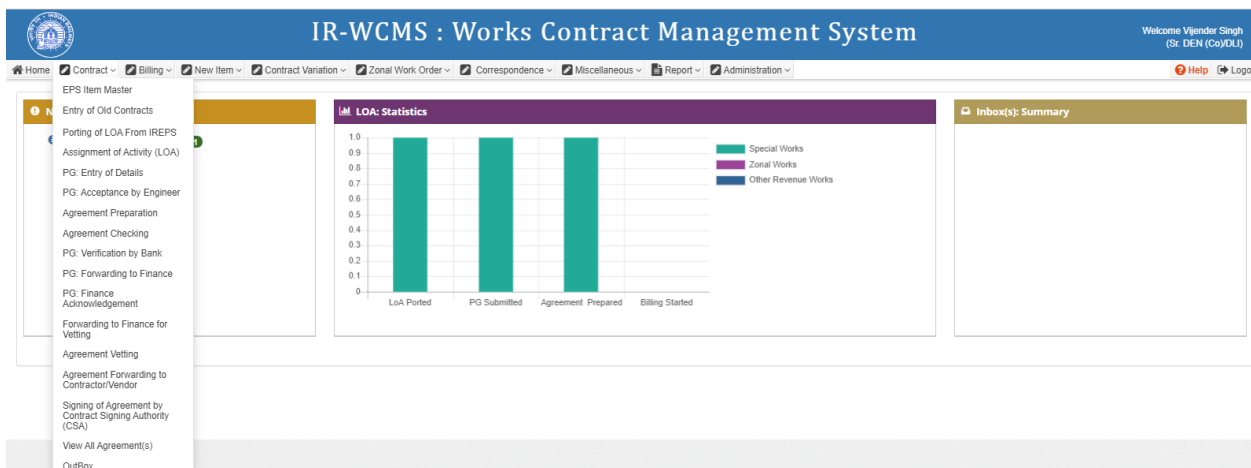 IR-WCMS : Works Contract Management System
Welcome Vijender Singh
(Sr. DEN (Co)/DLI)
Home Contract Billing New Item Contract Variation Zonal Work Order Correspondence Miscellaneous Report Administration Help Logo
EPS Item Master
Entry of Old Contracts
Porting of LOA From IREPS
Assignment of Activity (LOA)
PG: Entry of Details
PG: Acceptance by Engineer
Agreement Preparation
Agreement Checking
PG: Verification by Bank
PG: Forwarding to Finance
PG: Finance
Acknowledgement
Forwarding to Finance for
Vetting
Agreement Vetting
Agreement Forwarding to
Contractor/Vendor
Signing of Agreement by
Contract Signing Authority
(CSA)
View All Agreement(s)
OutBox
N
LOA: Statistics
1.0
0.9
0.8
0.7
0.6
0.5
0.4
0.3
0.2
0.1
0
LoA Ported PG Submitted Agreement Prepared Billing Started
Special Works
Zonal Works
Other Revenue Works
Inbox(s): Summary